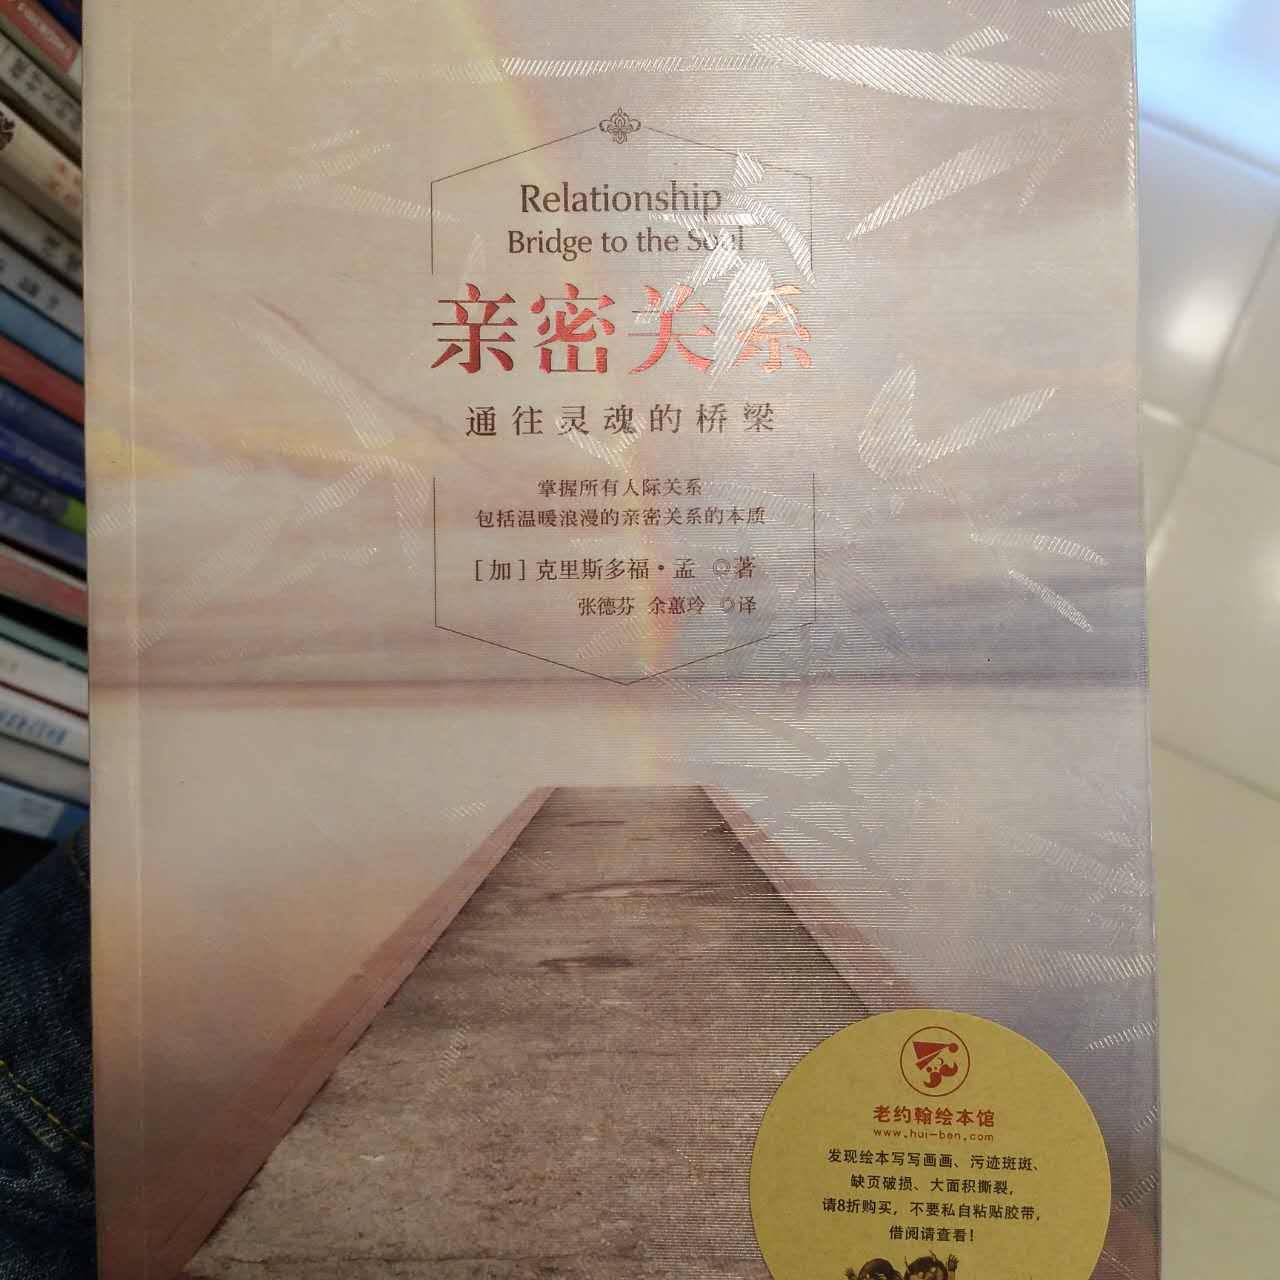 Relationship
Bridge to the Soul
亲密关系
通往灵魂的桥梁
掌握所有人际关系
包括温暖浪漫的亲密关系的本质
[加]克里斯多福·孟 ◎著
张德芬 余蕙玲 ◎译
老约翰绘本馆
www.hui-ben.com
发现绘本写写画画、污迹斑斑、
缺页破损、大面积撕裂，
请8折购买，不要私自粘贴胶带，
借阅请查看！